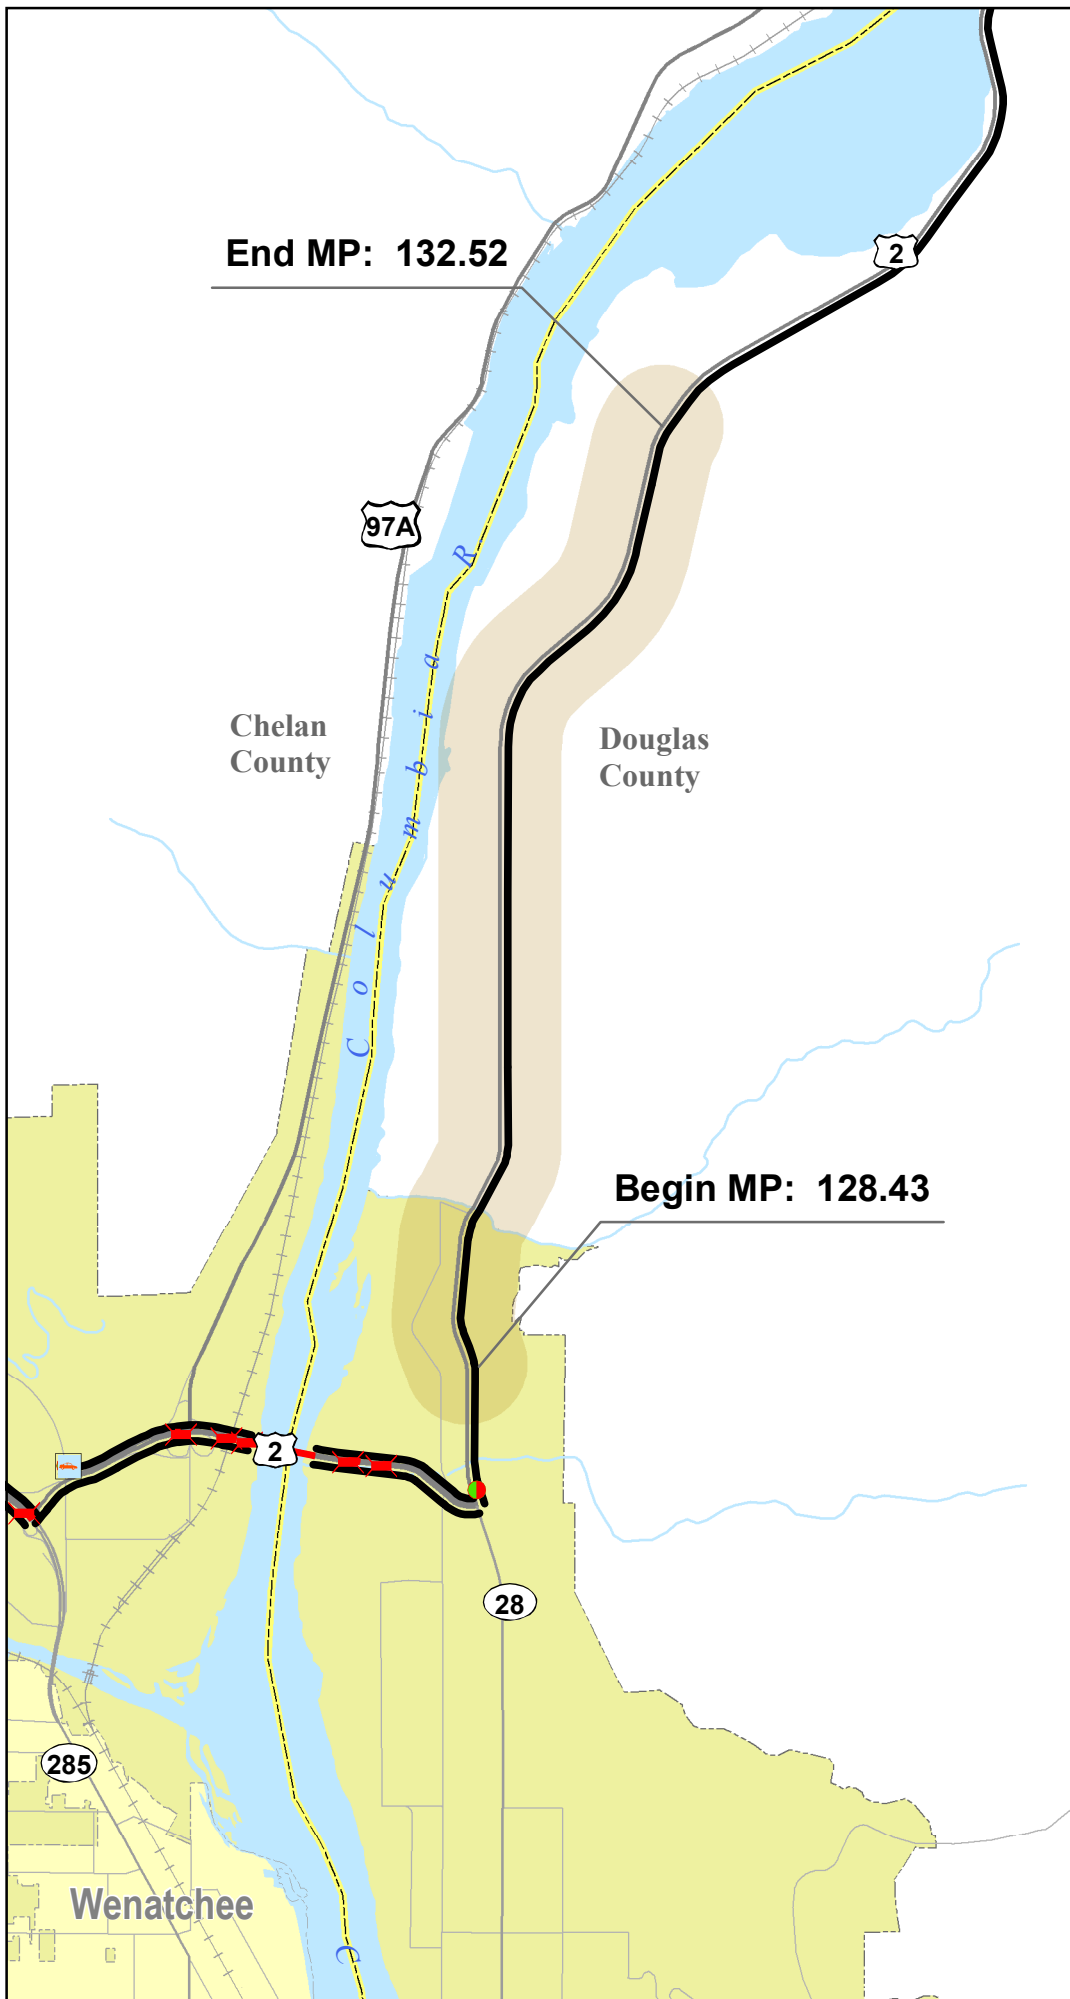 End MP: 132.52
2
97A
Columbia R
Chelan
County
Douglas
County
Begin MP: 128.43
2
28
285
Wenatchee
C